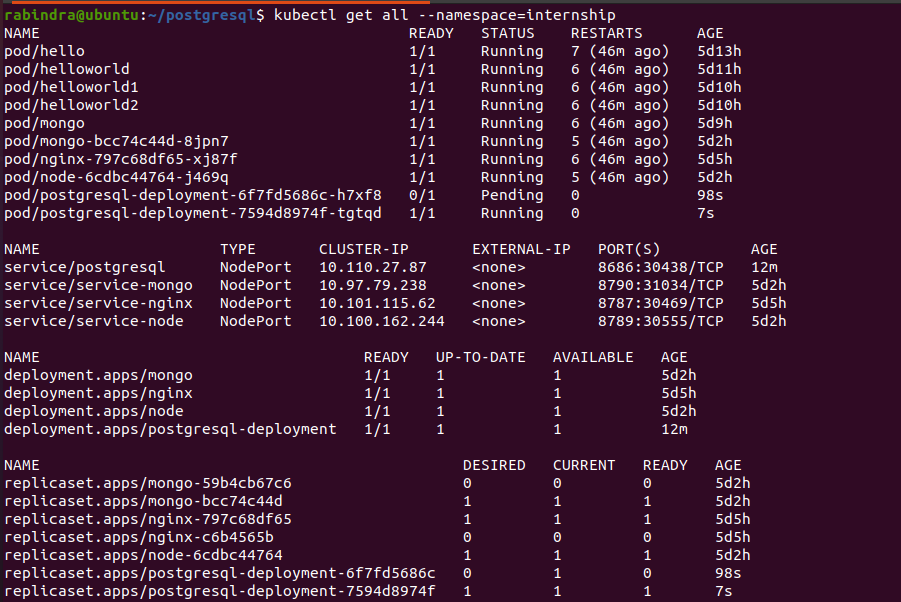 rabindra@ubuntu:~/postgresql$ kubectl get all --namespace=internship
NAME READY STATUS RESTARTS AGE
pod/hello 1/1 Running 7 (46m ago) 5d13h
pod/helloworld 1/1 Running 6 (46m ago) 5d11h
pod/helloworld1 1/1 Running 6 (46m ago) 5d10h
pod/helloworld2 1/1 Running 6 (46m ago) 5d10h
pod/mongo 1/1 Running 6 (46m ago) 5d9h
pod/mongo-bcc74c44d-8jpn7 1/1 Running 5 (46m ago) 5d2h
pod/nginx-797c68df65-xj87f 1/1 Running 6 (46m ago) 5d5h
pod/node-6cdbc44764-j469q 1/1 Running 5 (46m ago) 5d2h
pod/postgresql-deployment-6f7fd5686c-h7xf8 0/1 Pending 0 98s
pod/postgresql-deployment-7594d8974f-tgtqd 1/1 Running 0 7s
NAME TYPE CLUSTER-IP EXTERNAL-IP PORT(S) AGE
service/postgresql NodePort 10.110.27.87 <none> 8686:30438/TCP 12m
service/service-mongo NodePort 10.97.79.238 <none> 8790:31034/TCP 5d2h
service/service-nginx NodePort 10.101.115.62 <none> 8787:30469/TCP 5d5h
service/service-node NodePort 10.100.162.244 <none> 8789:30555/TCP 5d2h
NAME READY UP-TO-DATE AVAILABLE AGE
deployment.apps/mongo 1/1 1 1 5d2h
deployment.apps/nginx 1/1 1 1 5d5h
deployment.apps/node 1/1 1 1 5d2h
deployment.apps/postgresql-deployment 1/1 1 1 12m
NAME DESIRED CURRENT READY AGE
replicaset.apps/mongo-59b4cb67c6 0 0 0 5d2h
replicaset.apps/mongo-bcc74c44d 1 1 1 5d2h
replicaset.apps/nginx-797c68df65 1 1 1 5d5h
replicaset.apps/nginx-c6b4565b 0 0 0 5d5h
replicaset.apps/node-6cdbc44764 1 1 1 5d2h
replicaset.apps/postgresql-deployment-6f7fd5686c 0 1 0 98s
replicaset.apps/postgresql-deployment-7594d8974f 1 1 1 7s